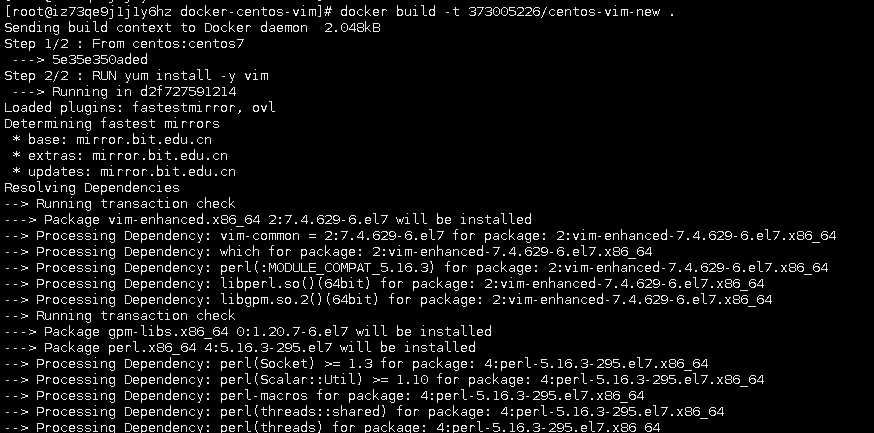 [root@iz73qe9j1j1y6hz docker-centos-vim]# docker build -t 373005226/centos-vim-new .
Sending build context to Docker daemon  2.048kB
Step 1/2 : From centos:centos7
 ---> 5e35e350aded
Step 2/2 : RUN yum install -y vim
 ---> Running in d2f727591214
Loaded plugins: fastestmirror, ovl
Determining fastest mirrors
 * base: mirror.bit.edu.cn
 * extras: mirror.bit.edu.cn
 * updates: mirror.bit.edu.cn
Resolving Dependencies
--> Running transaction check
---> Package vim-enhanced.x86_64 2:7.4.629-6.el7 will be installed
--> Processing Dependency: vim-common = 2:7.4.629-6.el7 for package: 2:vim-enhanced-7.4.629-6.el7.x86_64
--> Processing Dependency: which for package: 2:vim-enhanced-7.4.629-6.el7.x86_64
--> Processing Dependency: perl(:MODULE_COMPAT_5.16.3) for package: 2:vim-enhanced-7.4.629-6.el7.x86_64
--> Processing Dependency: libperl.so()(64bit) for package: 2:vim-enhanced-7.4.629-6.el7.x86_64
--> Processing Dependency: libgpm.so.2()(64bit) for package: 2:vim-enhanced-7.4.629-6.el7.x86_64
--> Running transaction check
---> Package gpm-libs.x86_64 0:1.20.7-6.el7 will be installed
---> Package perl.x86_64 4:5.16.3-295.el7 will be installed
--> Processing Dependency: perl(Socket) >= 1.3 for package: 4:perl-5.16.3-295.el7.x86_64
--> Processing Dependency: perl(Scalar::Util) >= 1.10 for package: 4:perl-5.16.3-295.el7.x86_64
--> Processing Dependency: perl-macros for package: 4:perl-5.16.3-295.el7.x86_64
--> Processing Dependency: perl(threads::shared) for package: 4:perl-5.16.3-295.el7.x86_64
--> Processing Dependency: perl(threads) for package: 4:perl-5.16.3-295.el7.x86_64